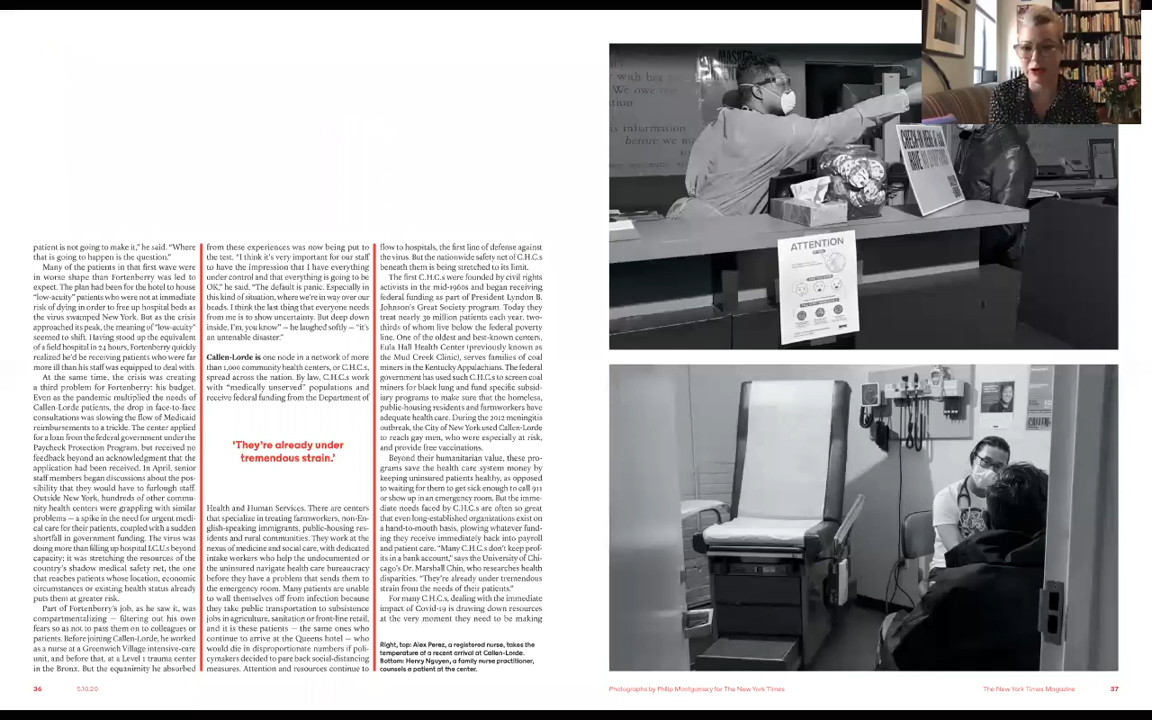 patient is not going to make it,” he said. “Where
that is going to happen is the question.”
Many of the patients in that first wave were
in worse shape than Fortenberry was led to
expect. The plan had been for the hotel to house
“low-acuity” patients who were not at immediate
risk of dying in order to free up hospital beds as
the virus swamped New York. But as the crisis
approached its peak, the meaning of “low-acuity”
seemed to shift. Having stood up the equivalent
of a field hospital in 24 hours, Fortenberry quickly
realized he’d be receiving patients who were far
more ill than his staff was equipped to deal with.
At the same time, the crisis was creating
a third problem for Fortenberry: his budget.
Even as the pandemic multiplied the needs of
Callen-Lorde patients, the drop in face-to-face
consultations was slowing the flow of Medicaid
reimbursements to a trickle. The center applied
for a loan from the federal government under the
Paycheck Protection Program, but received no
feedback beyond an acknowledgment that the
application had been received. In April, senior
staff members began discussions about the pos-
sibility that they would have to furlough staff.
Outside New York, hundreds of other commu-
nity health centers were grappling with similar
problems — a spike in the need for urgent medi-
cal care for their patients, coupled with a sudden
shortfall in government funding. The virus was
doing more than filling up hospital I.C.U.s beyond
capacity; it was stretching the resources of the
country’s shadow medical safety net, the one
that reaches patients whose location, economic
circumstances or existing health status already
puts them at greater risk.
Part of Fortenberry’s job, as he saw it, was
compartmentalizing — filtering out his own
fears so as not to pass them on to colleagues or
patients. Before joining Callen-Lorde, he worked
as a nurse at a Greenwich Village intensive-care
unit, and before that, at a Level 1 trauma center
in the Bronx. But the equanimity he absorbed
from these experiences was now being put to
the test. “I think it’s very important for our staff
to have the impression that I have everything
under control and that everything is going to be
OK,” he said. “The default is panic. Especially in
this kind of situation, where we’re in way over our
heads. I think the last thing that everyone needs
from me is to show uncertainty. But deep down
inside, I’m, you know” — he laughed softly — “it’s
an untenable disaster.”
Callen-Lorde is one node in a network of more
than 1,000 community health centers, or C.H.C.s,
spread across the nation. By law, C.H.C.s work
with “medically unserved” populations and
receive federal funding from the Department of
‘They’re already under
tremendous strain.’
Health and Human Services. There are centers
that specialize in treating farmworkers, non-En-
glish-speaking immigrants, public-housing res-
idents and rural communities. They work at the
nexus of medicine and social care, with dedicated
intake workers who help the undocumented or
the uninsured navigate health care bureaucracy
before they have a problem that sends them to
the emergency room. Many patients are unable
to wall themselves off from infection because
they take public transportation to subsistence
jobs in agriculture, sanitation or front-line retail,
and it is these patients — the same ones who
continue to arrive at the Queens hotel — who
would die in disproportionate numbers if poli-
cymakers decided to pare back social-distancing
measures. Attention and resources continue to
flow to hospitals, the first line of defense against
the virus. But the nationwide safety net of C.H.C.s
beneath them is being stretched to its limit.
The first C.H.C.s were founded by civil rights
activists in the mid-1960s and began receiving
federal funding as part of President Lyndon B.
Johnson’s Great Society program. Today they
treat nearly 30 million patients each year, two-
thirds of whom live below the federal poverty
line. One of the oldest and best-known centers,
Eula Hall Health Center (previously known as
the Mud Creek Clinic), serves families of coal
miners in the Kentucky Appalachians. The federal
government has used such C.H.C.s to screen coal
miners for black lung and fund specific subsid-
iary programs to make sure that the homeless,
public-housing residents and farmworkers have
adequate health care. During the 2012 meningitis
outbreak, the City of New York used Callen-Lorde
to reach gay men, who were especially at risk,
and provide free vaccinations.
Beyond their humanitarian value, these pro-
grams save the health care system money by
keeping uninsured patients healthy, as opposed
to waiting for them to get sick enough to call 911
or show up in an emergency room. But the imme-
diate needs faced by C.H.C.s are often so great
that even long-established organizations exist on
a hand-to-mouth basis, plowing whatever fund-
ing they receive immediately back into payroll
and patient care. “Many C.H.C.s don’t keep prof-
its in a bank account,” says the University of Chi-
cago’s Dr. Marshall Chin, who researches health
disparities. “They’re already under tremendous
strain from the needs of their patients.”
For many C.H.C.s, dealing with the immediate
impact of Covid-19 is drawing down resources
at the very moment they need to be making
Right, top: Alex Perez, a registered nurse, takes the
temperature of a recent arrival at Callen-Lorde.
Bottom: Henry Nguyen, a family nurse practitioner,
counsels a patient at the center.
36
5.10.20
with her
We owe
is information
before we m
CHECK-IN HERE IF YOU
HAVE
ATTENTION
Photographs by Philip Montgomery for The New York Times
The New York Times Magazine
37